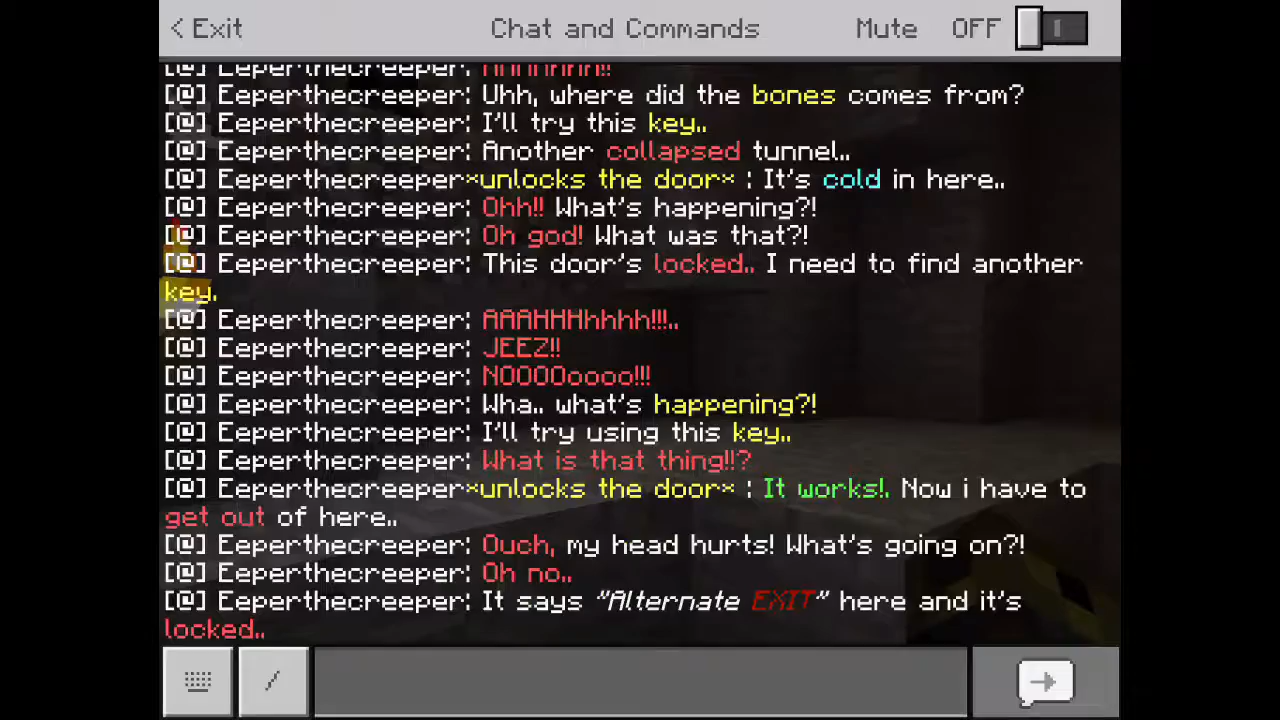 < Exit
Chat and Commands
Mute OFF
[@] Eeperthecreeper:
[@] Eeperthecreeper: Uhh, where did the bones comes from?
[@] Eeperthecreeper: I'll try this key..
[@] Eeperthecreeper: Another collapsed tunnel..
[@] Eeperthecreeper*unlocks the door* : It's cold in here..
[@] Eeperthecreeper: Ohh!! What's happening?!
[@] Eeperthecreeper: Oh god! What was that?!
[@] Eeperthecreeper: This door's locked.. I need to find another
key.
[@] Eeperthecreeper: AAAHHHhhhh!!!..
[@] Eeperthecreeper: JEEZ!!
[@] Eeperthecreeper: NOOOOoooo!!!
[@] Eeperthecreeper: Wha.. what's happening?!
[@] Eeperthecreeper: I'll try using this key..
[@] Eeperthecreeper: What is that thing!!?
[@] Eeperthecreeper*unlocks the door* : It works!. Now i have to
get out of here..
[@] Eeperthecreeper: Ouch, my head hurts! What's going on?!
[@] Eeperthecreeper: Oh no..
[@] Eeperthecreeper: It says "Alternate EXIT" here and it's
locked..
/